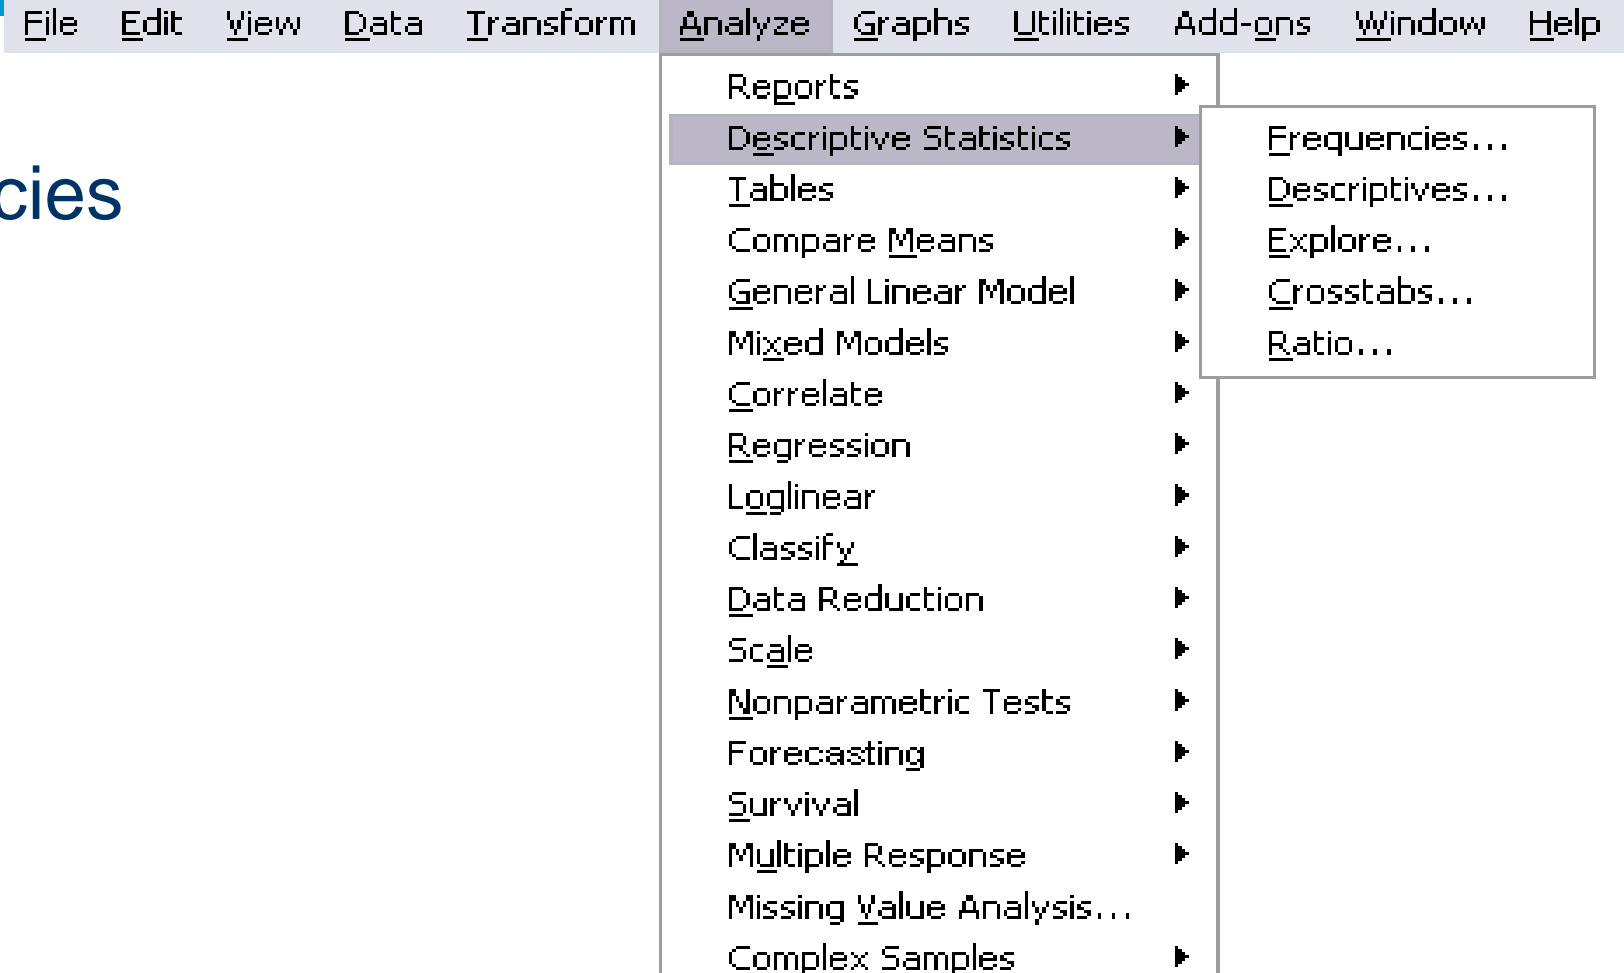 File Edit View Data Transform Analyze Graphs Utilities Add-ons Window Help
Reports
Descriptive Statistics
Tables
Compare Means
General Linear Model
Mixed Models
Correlate
Regression
Loglinear
Classify
Data Reduction
Scale
Nonparametric Tests
Forecasting
Survival
Multiple Response
Missing Value Analysis...
Complex Samples
Frequencies...
Descriptives...
Explore...
Crosstabs...
Ratio...
cies